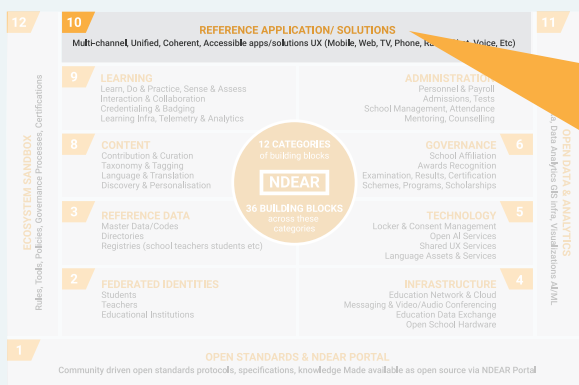 12
10
11
REFERENCE APPLICATION/ SOLUTIONS
Multi-channel, Unified, Coherent, Accessible apps/solutions UX (Mobile, Web, TV, Phone, Voice, Etc)
9
LEARNING
Learn, Do & Practice, Sense & Assess
Interaction & Collaboration
Credentialing & Badging
Learning Infra, Telemetry & Analytics
ADMINISTRATION
Personnel & Payroll
Admissions, Tests
School Management, Attendance
Mentoring, Counselling
8
CONTENT
Contribution & Curation
Taxonomy & Tagging
Language & Translation
Discovery & Personalisation
12 CATEGORIES
of building blocks
NDEAR
36 BUILDING BLOCKS
across these
categories
GOVERNANCE
6
School Affiliation
Awards Recognition
Examination, Results, Certification
Schemes, Programs, Scholarships
3
REFERENCE DATA
Master Data/Codes
Directories
Registries (school teachers students etc)
TECHNOLOGY
5
Locker & Consent Management
Open AI Services
Shared UX Services
Language Assets & Services
2
FEDERATED IDENTITIES
Students
Teachers
Educational Institutions
INFRASTRUCTURE
4
Education Network & Cloud
Messaging & Video/Audio Conferencing
Education Data Exchange
Open School Hardware
ECOSYSTEM SANDBOX
Rules, Tools, Policies, Governance Processes, Certifications
OPEN DATA & ANALYTICS
Data Analytics GIS infra, Visualizations AI/ML
1
OPEN STANDARDS & NDEAR PORTAL
Community driven open standards protocols, specifications, knowledge Made available as open source via NDEAR Portal